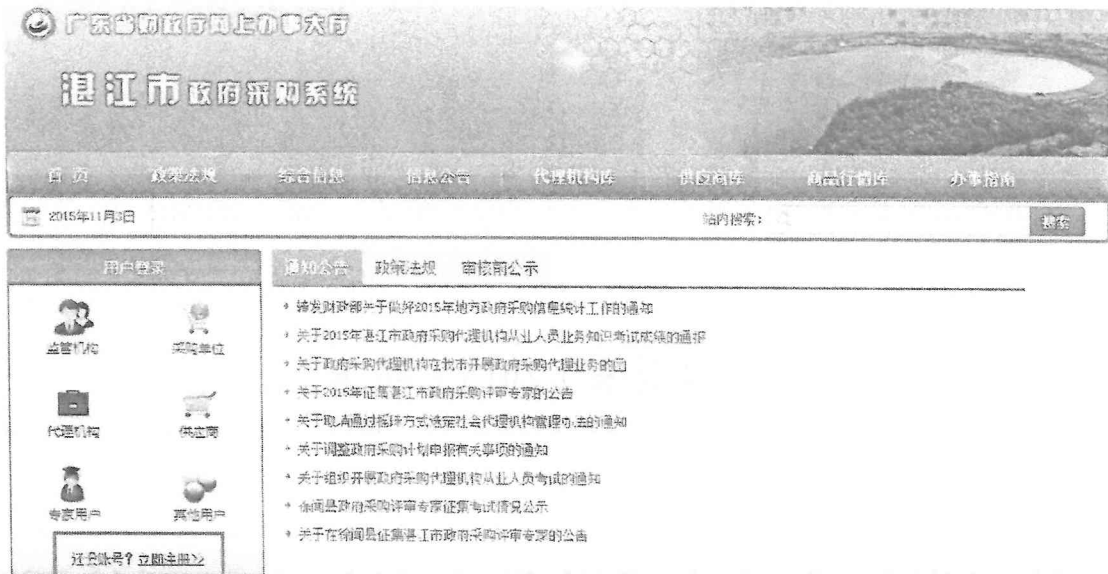 广东省财政厅网上办事大厅
湛江市政府采购系统
首 页 政策法规 综合信息 信息公告 代理机构库 供应商库 商品行情库 办事指南
2015年11月3日 站内搜索： 搜索
用户登录
通知公告 政策法规 审核前公示
监管机构 采购单位
代理机构 供应商
专家用户 其他用户
还没账号？立即注册>>
转发财政部关于做好2015年地方政府采购信息统计工作的通知
关于2015年湛江市政府采购代理机构从业人员业务知识考试成绩的通报
关于政府采购代理机构在我市开展政府采购代理业务的
关于2015年征集湛江市政府采购评审专家的公告
关于取消通过摇珠方式选定社会代理机构管理办法的通知
关于调整政府采购计划申报有关事项的通知
关于组织开展政府采购代理机构从业人员考试的通知
徐闻县政府采购评审专家征集考试情况公示
关于在徐闻县征集湛江市政府采购评审专家的公告